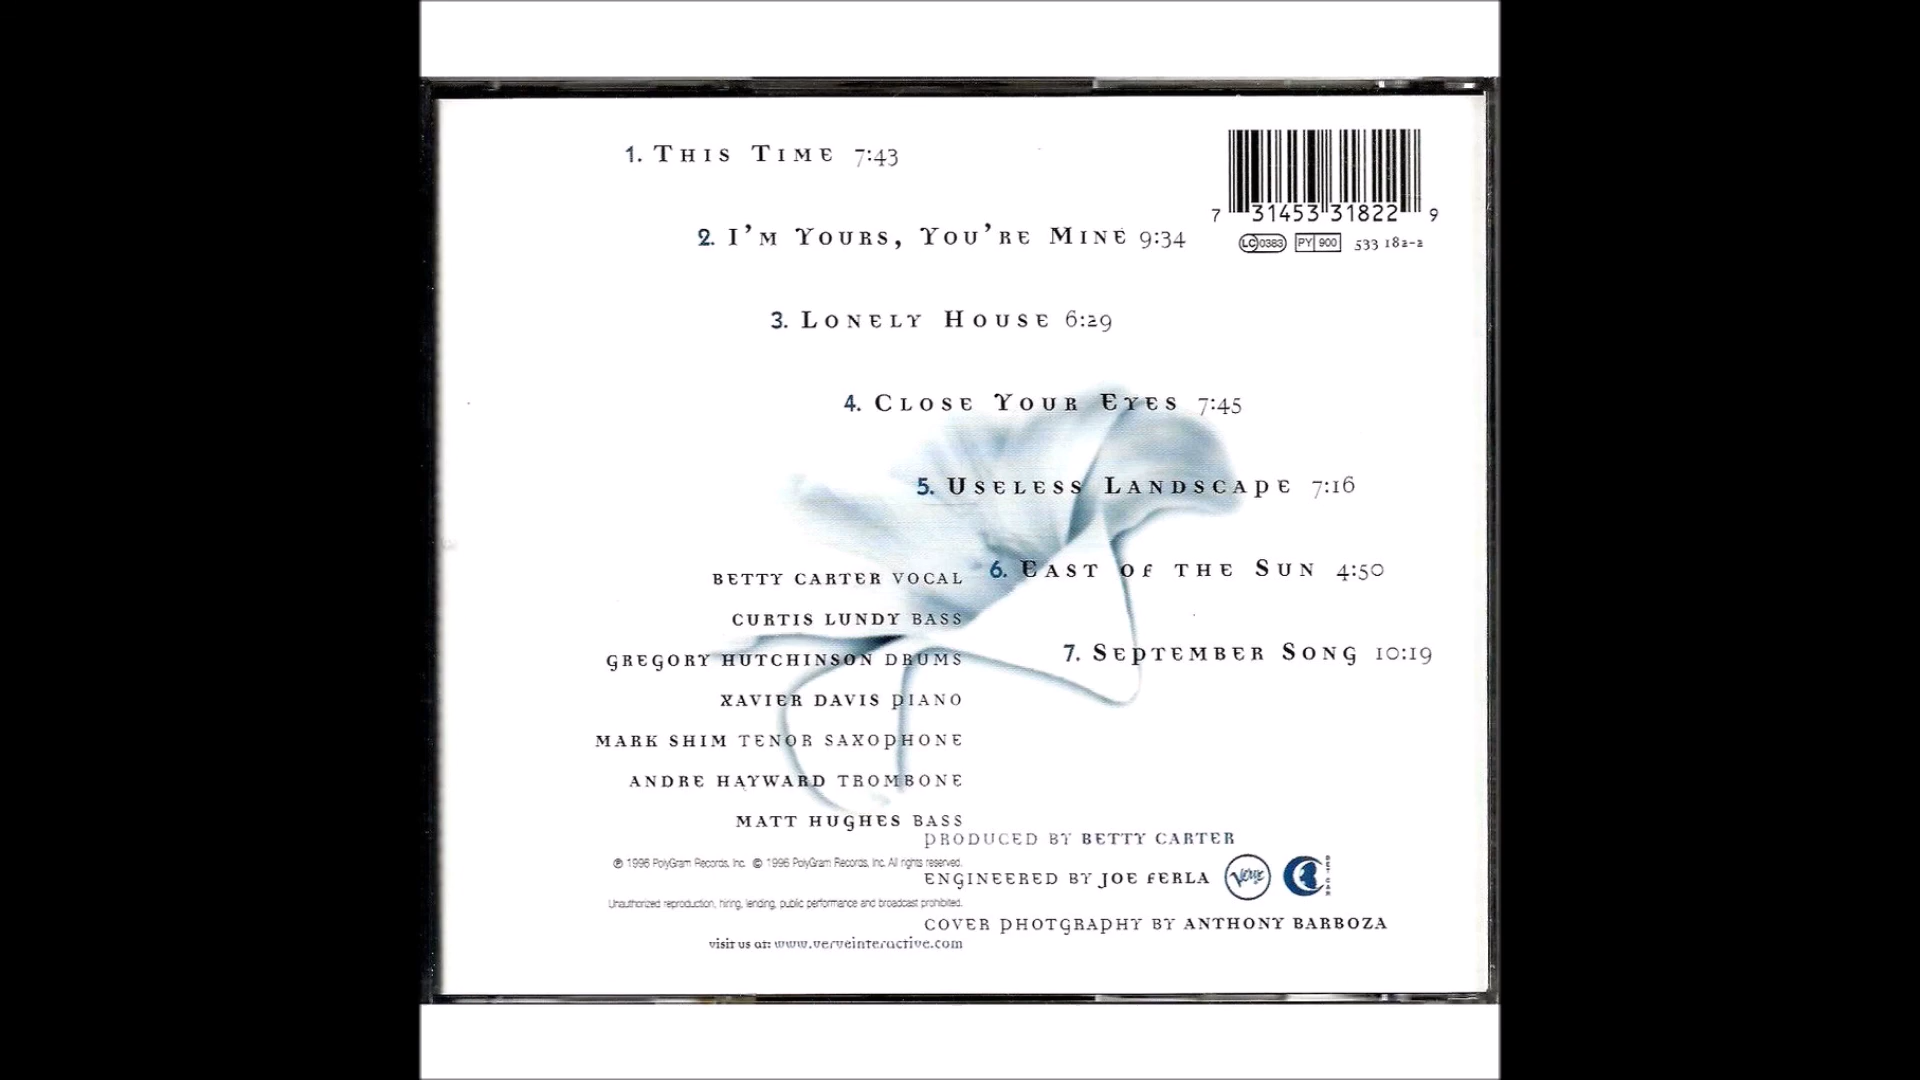 1. THIS TIME 7:43
7 31453 31822 9
2. I'M YOURS, YOU'RE MINE 9:34
LC 0383 PY 900 533 182-2
3. LONELY HOUSE 6:29
4. CLOSE YOUR EYES 7:45
5. USELESS LANDSCAPE 7:16
6. EAST OF THE SUN 4:50
7. SEPTEMBER SONG 10:19
BETTY CARTER VOCAL
CURTIS LUNDY BASS
GREGORY HUTCHINSON DRUMS
XAVIER DAVIS PIANO
MARK SHIM TENOR SAXOPHONE
ANDRE HAYWARD TROMBONE
MATT HUGHES BASS
PRODUCED BY BETTY CARTER
℗ 1996 PolyGram Records, Inc. © 1996 PolyGram Records, Inc. All rights reserved.
ENGINEERED BY JOE FERLA
Verve
BET-CAR
Unauthorized reproduction, hiring, lending, public performance and broadcast prohibited.
COVER PHOTGRAPHY BY ANTHONY BARBOZA
visit us at: www.verveinteractive.com